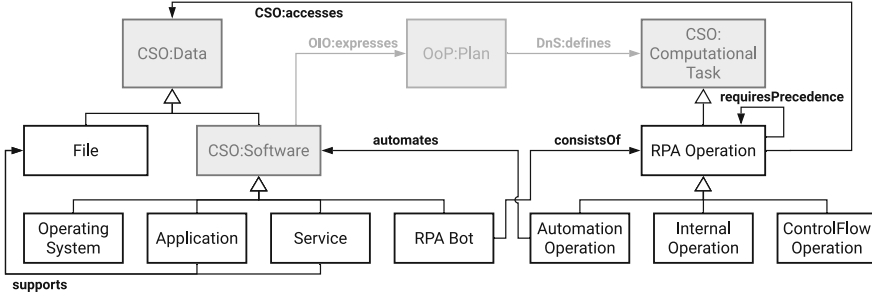 CSO:accesses
CSO:Data
OIO:expresses
OoP:Plan
DnS:defines
CSO:
Computational
Task
requiresPrecedence
File
CSO:Software
automates
consistsOf
RPA Operation
Operating
System
Application
Service
RPA Bot
Automation
Operation
Internal
Operation
ControlFlow
Operation
supports